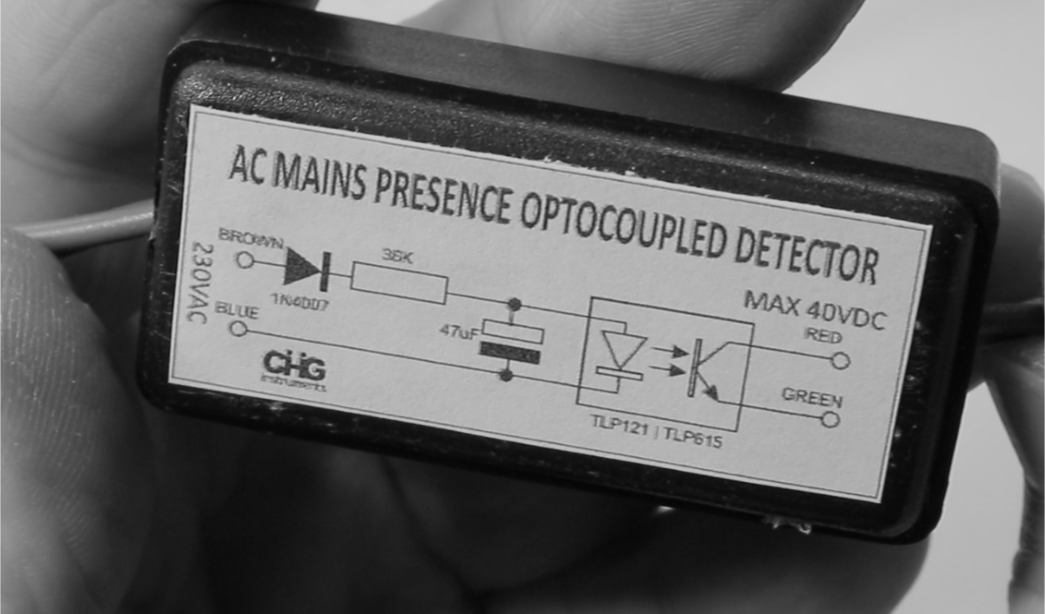 AC MAINS PRESENCE OPTOCOUPLED DETECTOR
BROWN
36K
230VAC
1N4007
MAX 40VDC
RED
BLUE
47uF
CHG
instruments
GREEN
TLP121 | TLP615